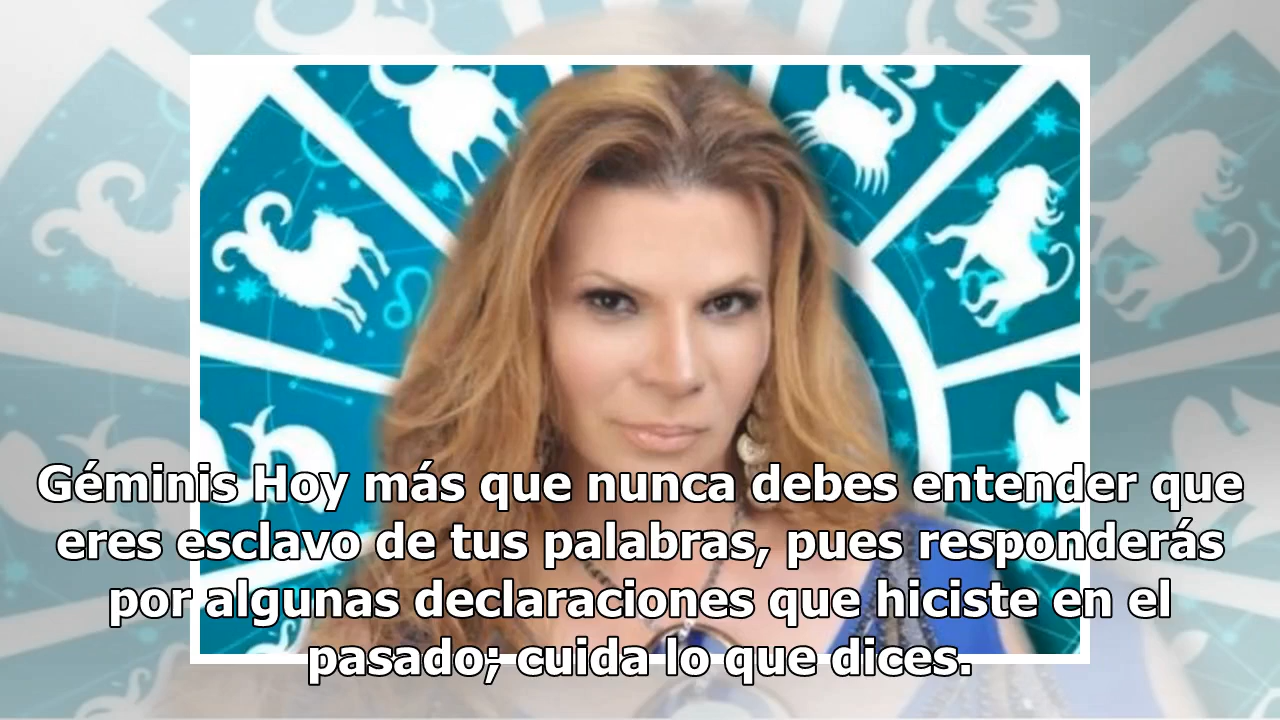 Géminis Hoy más que nunca debes entender que
eres esclavo de tus palabras, pues responderás
por algunas declaraciones que hiciste en el
pasado; cuida lo que dices.